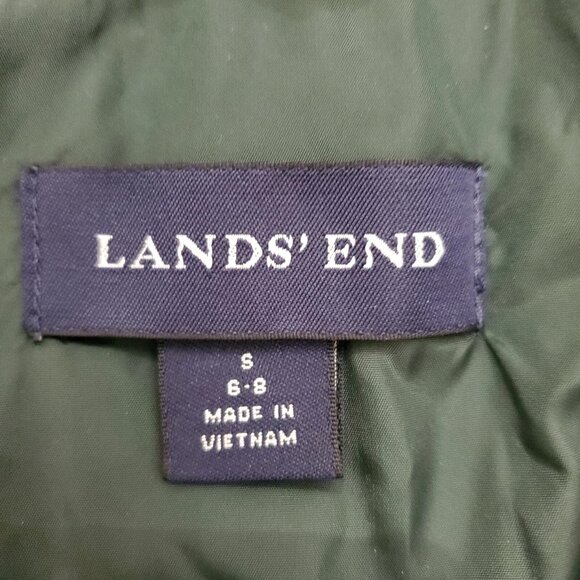 LANDS' END
S
6-8
MADE IN
VIETNAM